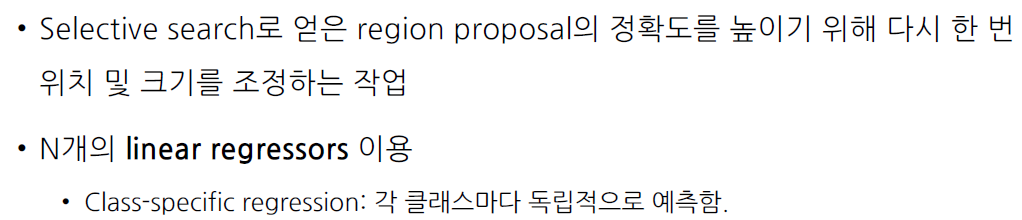 • Selective search로 얻은 region proposal의 정확도를 높이기 위해 다시 한 번
위치 및 크기를 조정하는 작업
• N개의 linear regressors 이용
• Class-specific regression: 각 클래스마다 독립적으로 예측함.